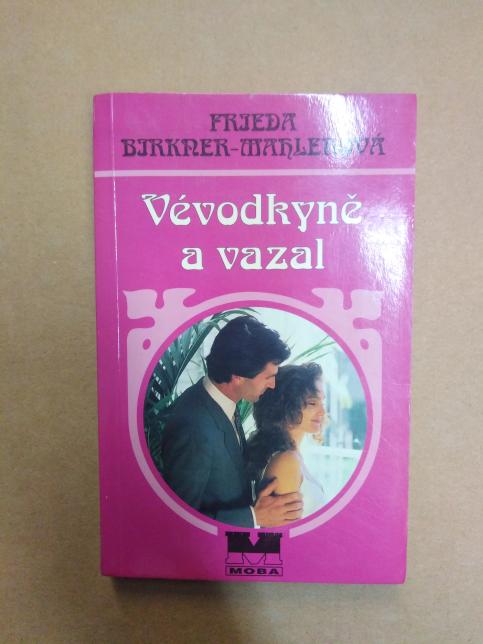 FRIEDA
BIRKNER-MAHLEROVÁ
Vévodkyně
a vazal
M
MOBA